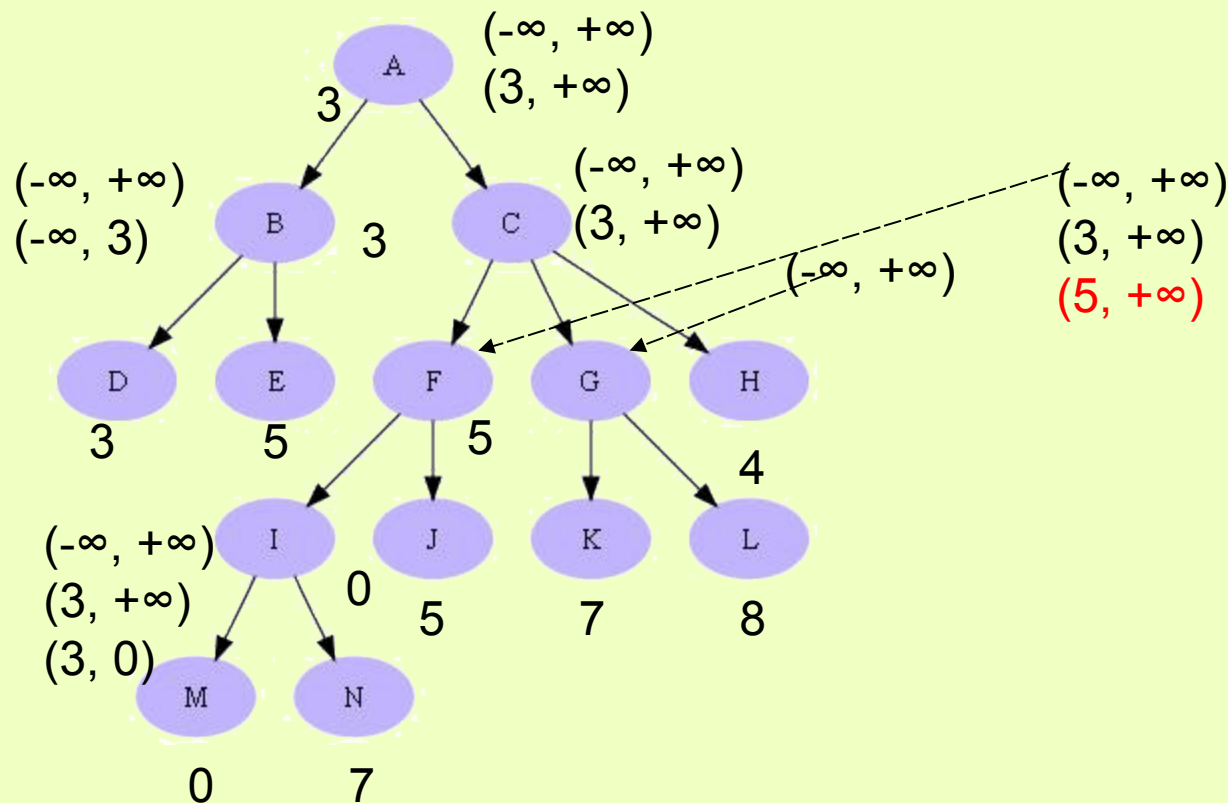 A
(-∞, +∞)
(3, +∞)
3
(-∞, +∞)
(-∞, 3)
B
3
C
(-∞, +∞)
(3, +∞)
(-∞, +∞)
(-∞, +∞)
(3, +∞)
(5, +∞)
D
E
F
G
H
3
5
5
4
(-∞, +∞)
(3, +∞)
(3, 0)
I
J
K
L
0
5
7
8
M
N
0
7